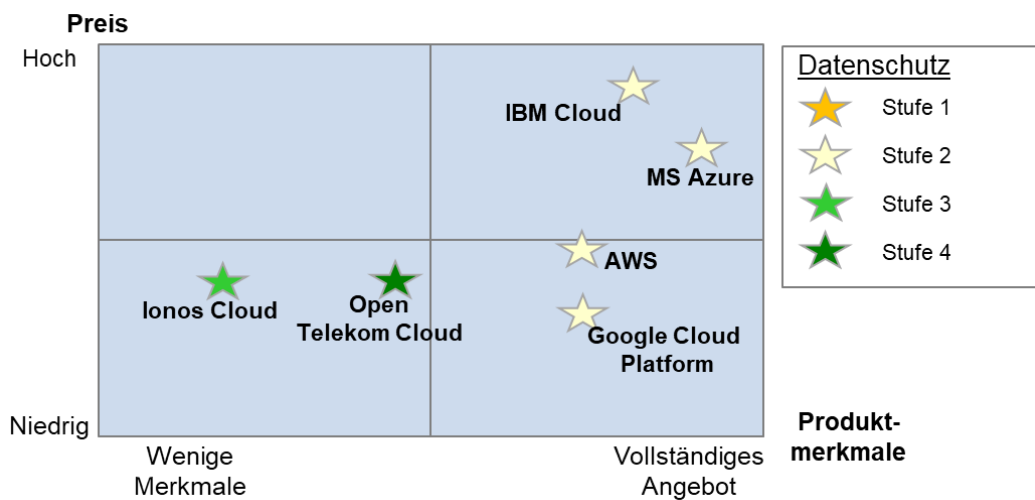 Preis
Hoch
IBM Cloud
MS Azure
AWS
Ionos Cloud
Open
Telekom Cloud
Google Cloud
Platform
Niedrig
Wenige
Merkmale
Vollständiges
Angebot
Produkt-
merkmale
Datenschutz
Stufe 1
Stufe 2
Stufe 3
Stufe 4